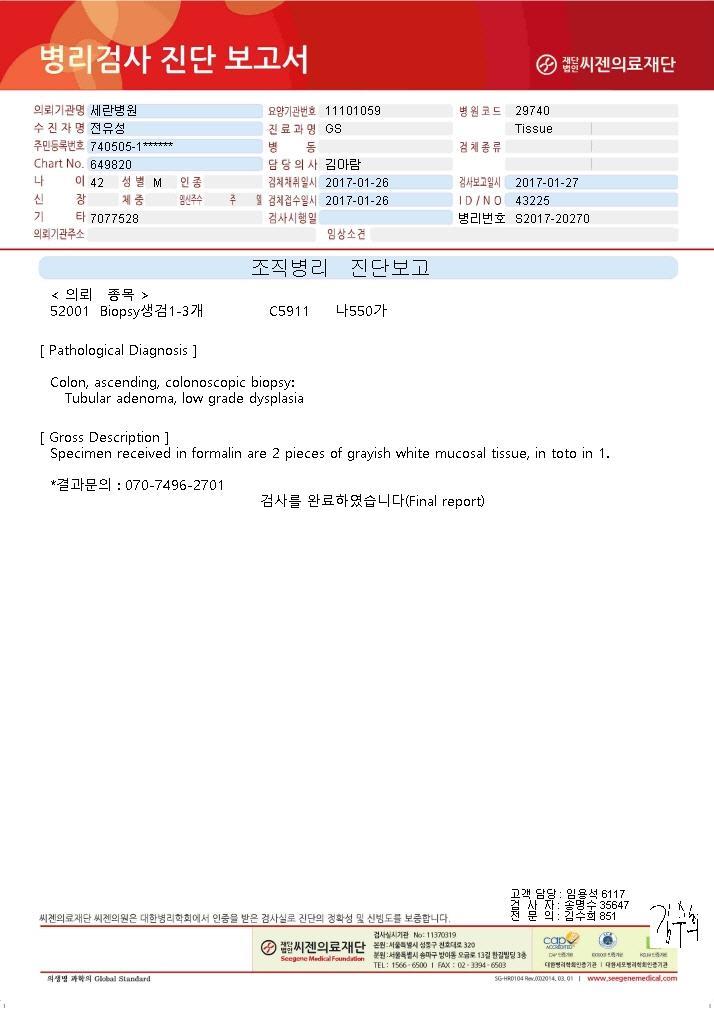 병리검사 진단 보고서
재단법인 씨젠의료재단
의뢰기관명 세란병원 요양기관번호 11101059 병원코드 29740
수진자명 전유성 진료과명 GS Tissue
주민등록번호 740505-1****** 병동 검체종류
Chart No. 649820 담당의사 김아람
나이 42 성별 M 인종 검체채취일시 2017-01-26 검사보고일시 2017-01-27
신장 체중 임신주수 주 일 검체접수일시 2017-01-26 ID/NO 43225
기타 7077528 검사시행일 병리번호 S2017-20270
의뢰기관주소 임상소견
조직병리 진단보고
< 의뢰 종목 >
52001 Biopsy생검1-3개 C5911 나550가
[ Pathological Diagnosis ]
Colon, ascending, colonoscopic biopsy:
Tubular adenoma, low grade dysplasia
[ Gross Description ]
Specimen received in formalin are 2 pieces of grayish white mucosal tissue, in toto in 1.
*결과문의 : 070-7496-2701
검사를 완료하였습니다(Final report)
고객 담당 : 임용석 6117
검 사 자 : 송명수 35647
전 문 의 : 김수희 851
씨젠의료재단 씨젠의원은 대한병리학회에서 인증을 받은 검사실로 진단의 정확성 및 신빙도를 보증합니다.
재단법인 씨젠의료재단
Seegene Medical Foundation
검사실시기관 No : 11370319
본원 : 서울특별시 성동구 천호대로 320
분원 : 서울특별시 송파구 방이동 오금로 13길 한길빌딩 3층
TEL : 1566 - 6500 I FAX : 02 - 3394 - 6503
cap ACCREDITED
CAP 인증기관
대한병리학회인증기관 I 대한세포병리학회인증기관
의생명 과학의 Global Standard
SG-HR0104 Rev.(0)2014. 03. 01 | www.seegenemedical.com